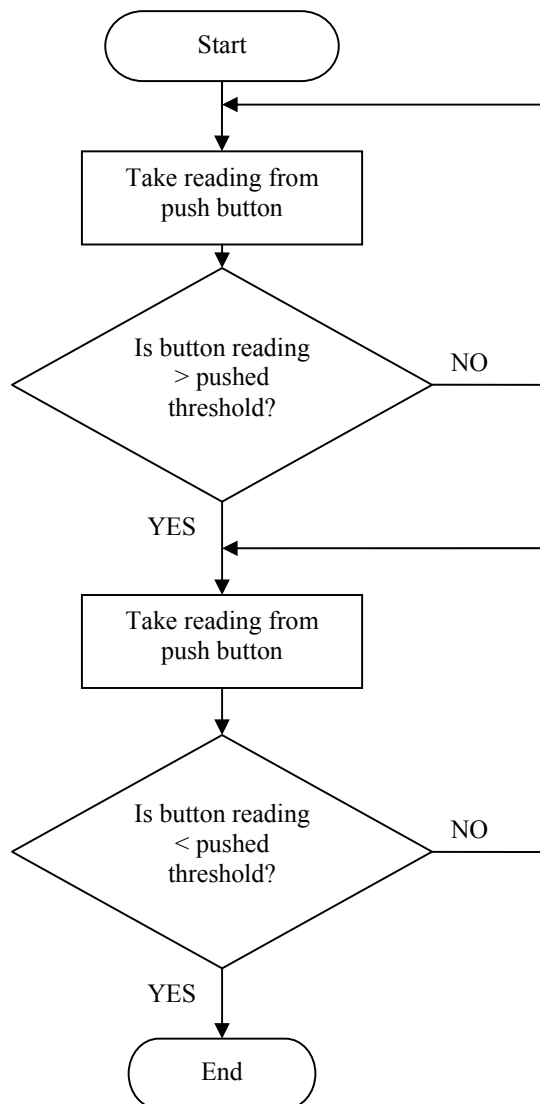 Start
Take reading from
push button
Is button reading
> pushed
threshold?
NO
YES
Take reading from
push button
Is button reading
< pushed
threshold?
NO
YES
End